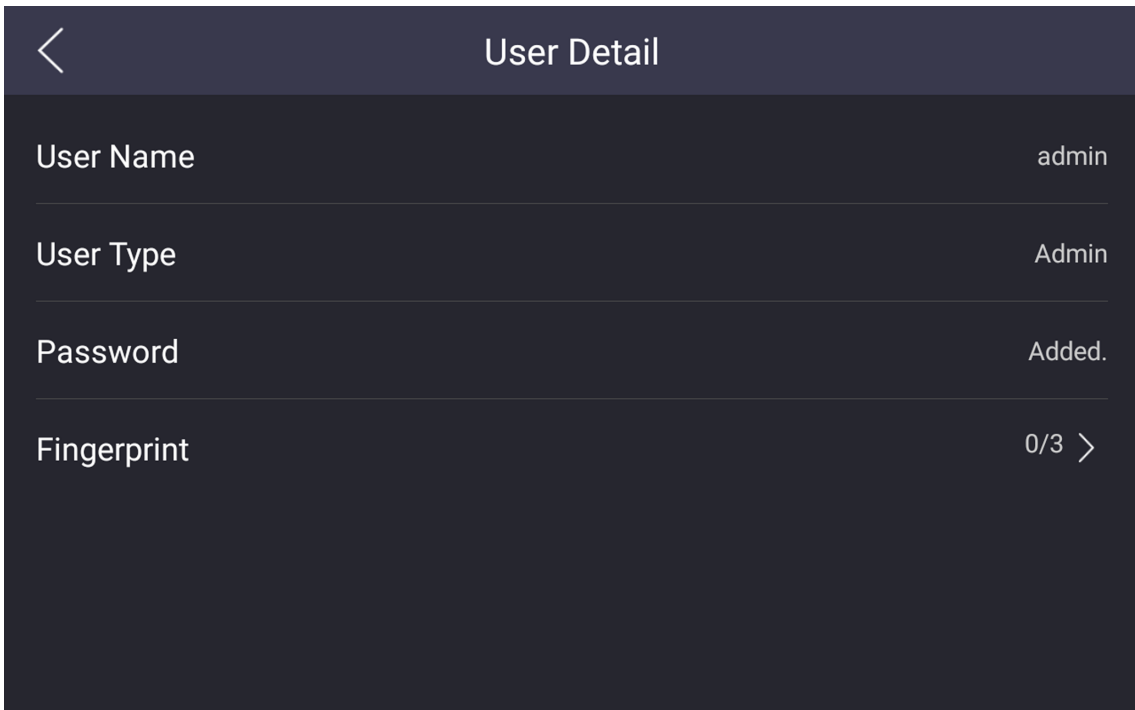 User Detail
User Name admin
User Type Admin
Password Added.
Fingerprint 0/3